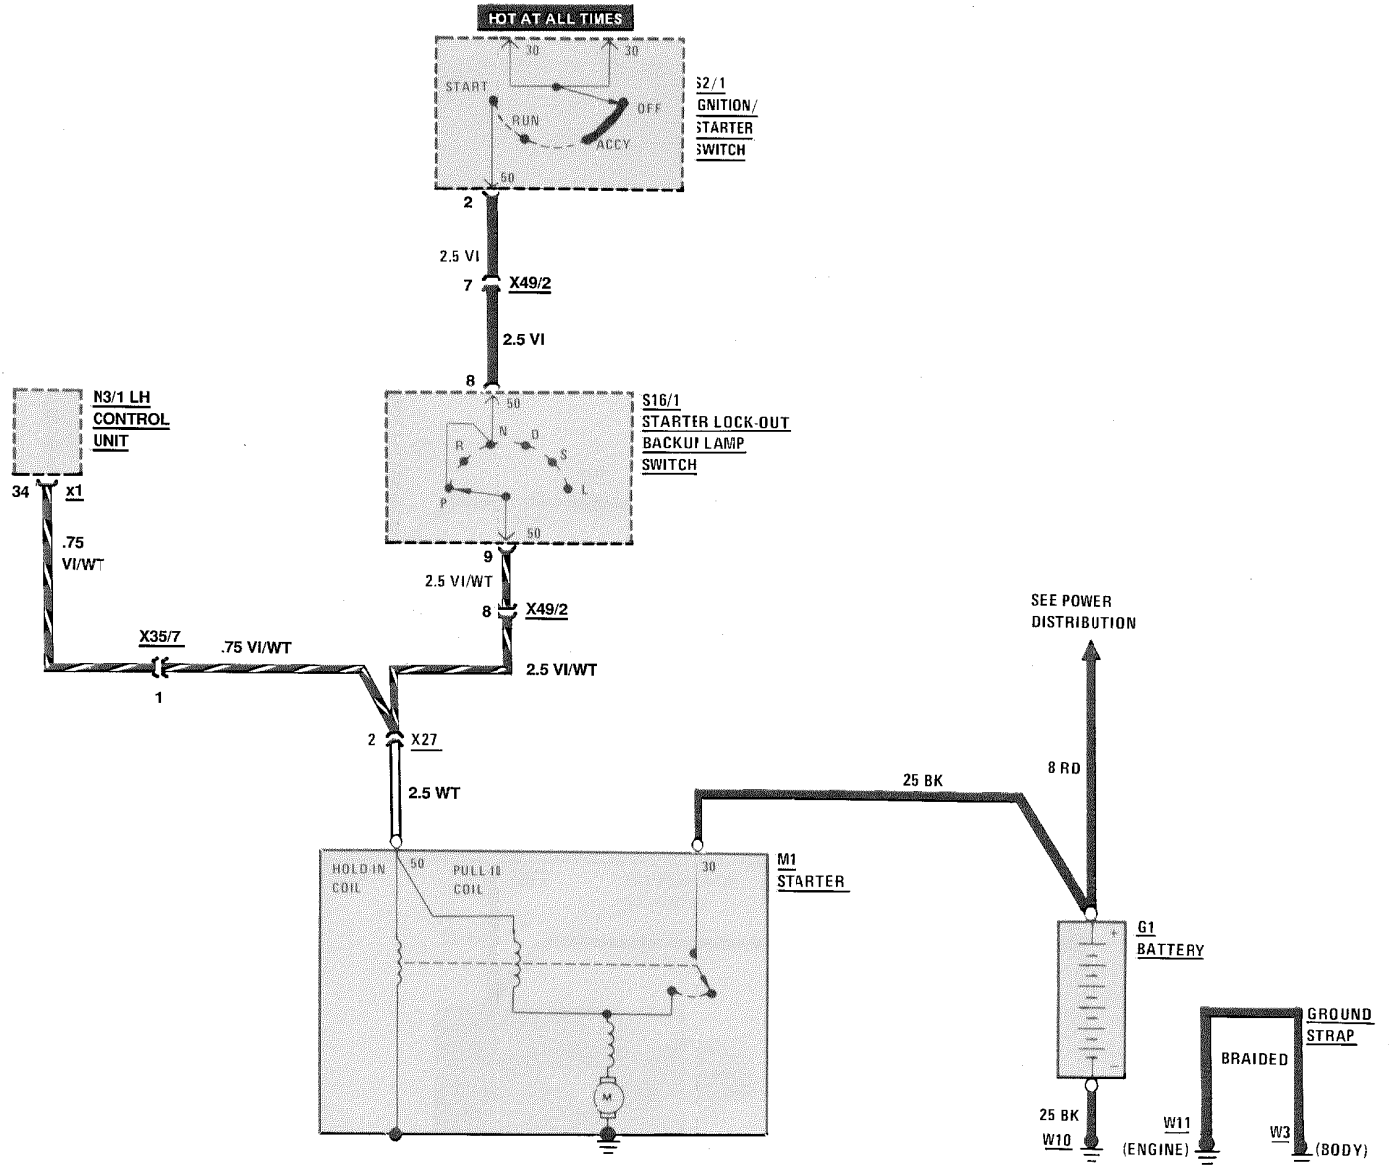 HOT AT ALL TIMES
30
30
START
OFF
RUN
ACCY
50
S2/1
IGNITION/
STARTER
SWITCH
2
2.5 VI
7
X49/2
2.5 VI
8
50
N
D
R
S
P
L
50
S16/1
STARTER LOCK-OUT
BACKUP LAMP
SWITCH
N3/1 LH
CONTROL
UNIT
34
x1
.75
VI/WT
9
2.5 VI/WT
8
X49/2
X35/7
.75 VI/WT
2.5 VI/WT
1
2
X27
2.5 WT
SEE POWER
DISTRIBUTION
8 RD
25 BK
HOLD IN
COIL
50
PULL IN
COIL
30
M1
STARTER
M
G1
BATTERY
+
−
25 BK
W10
GROUND
STRAP
BRAIDED
W11
(ENGINE)
W3
(BODY)